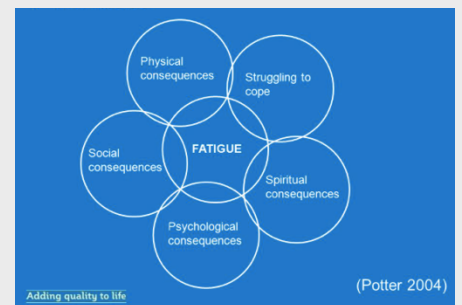 Physical
consequences
Struggling to
cope
FATIGUE
Social
consequences
Spiritual
consequences
Psychological
consequences
Adding quality to life
(Potter 2004)